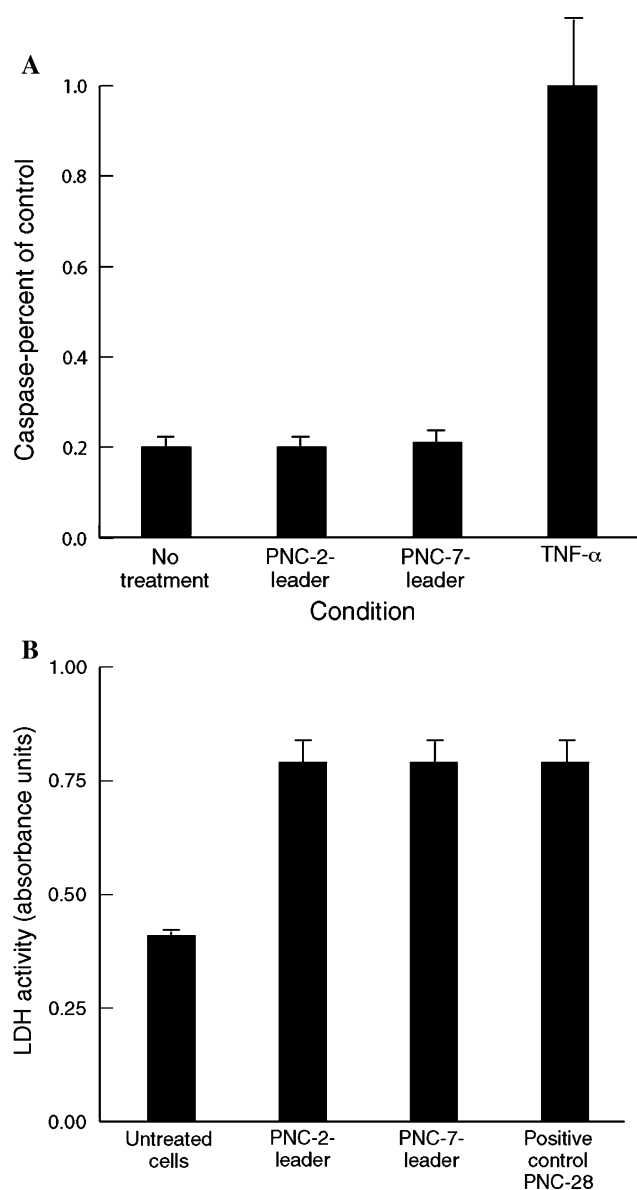 A
Caspase-percent of control
1.0
0.8
0.6
0.4
0.2
0.0
No
treatment
PNC-2-
leader
PNC-7-
leader
TNF-α
Condition
B
LDH activity (absorbance units)
1.00
0.75
0.50
0.25
0.00
Untreated
cells
PNC-2-
leader
PNC-7-
leader
Positive
control
PNC-28